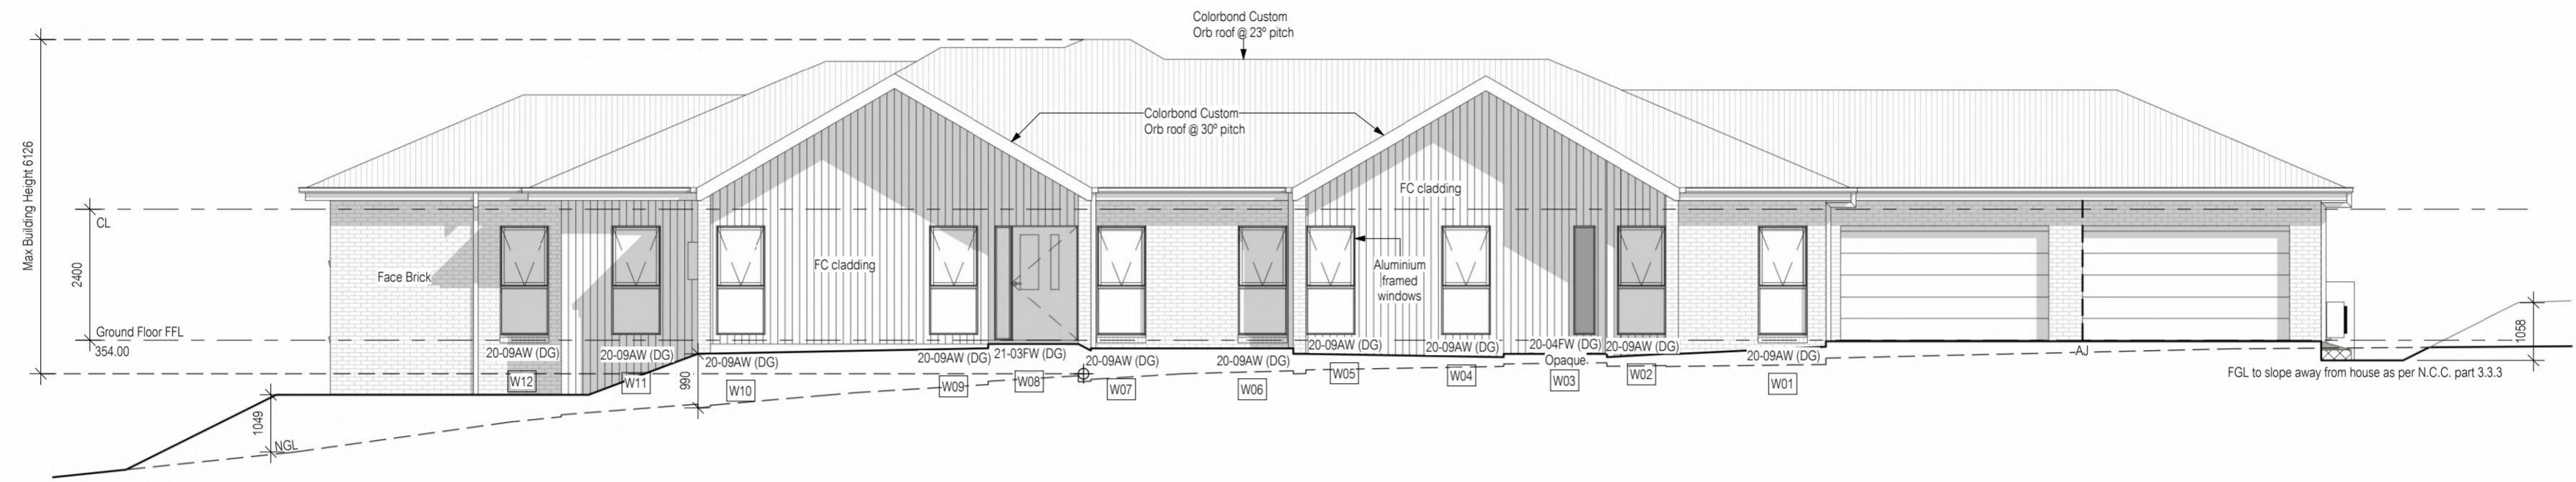 Colorbond Custom
Orb roof @ 23º pitch
Max Building Height 6126
Colorbond Custom
Orb roof @ 30º pitch
FC cladding
CL
2400
Face Brick
FC cladding
Aluminium
framed
windows
Ground Floor FFL
354.00
20-09AW (DG)
20-09AW (DG)
20-09AW (DG)
20-09AW (DG)
21-03FW (DG)
20-09AW (DG)
20-09AW (DG)
20-09AW (DG)
20-09AW (DG)
20-04FW (DG)
Opaque
20-09AW (DG)
20-09AW (DG)
AJ
1058
FGL to slope away from house as per N.C.C. part 3.3.3
W12
W11
990
W10
W09
W08
W07
W06
W05
W04
W03
W02
W01
1049
NGL